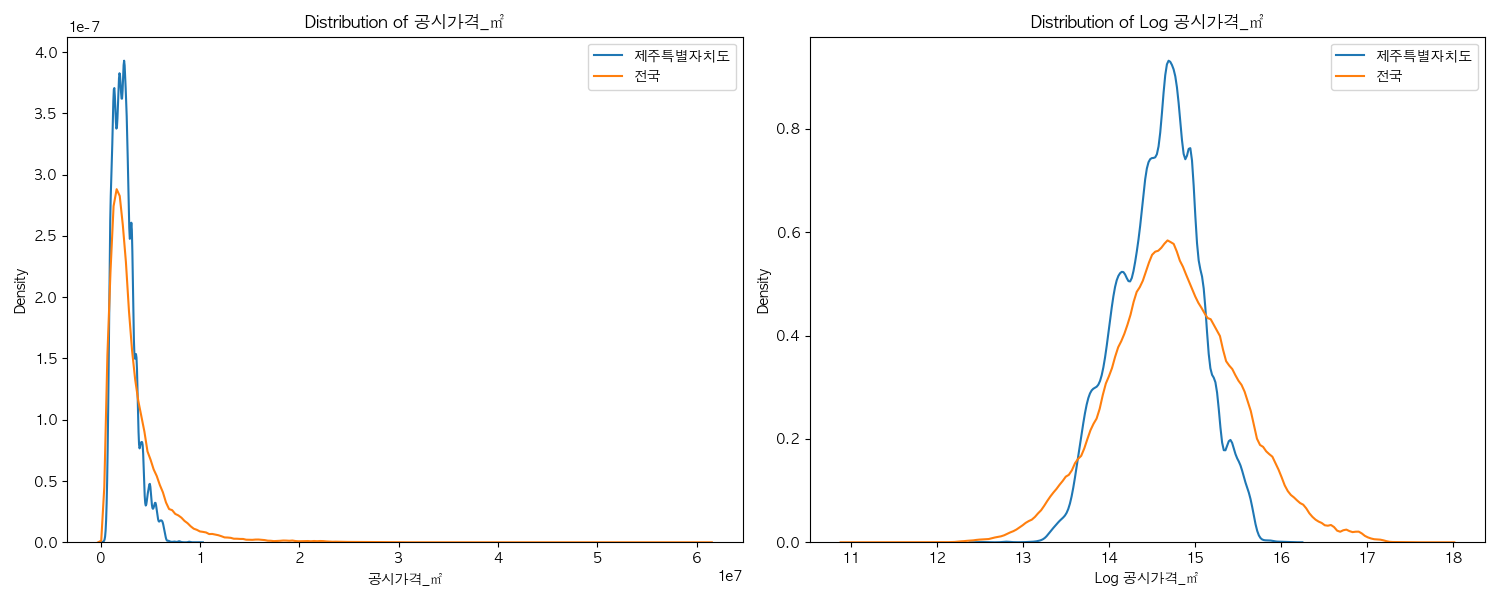 Distribution of 공시가격_㎡
1e-7
제주특별자치도
전국
Density
4.0
3.5
3.0
2.5
2.0
1.5
1.0
0.5
0.0
0 1 2 3 4 5 6
1e7
공시가격_㎡
Distribution of Log 공시가격_㎡
제주특별자치도
전국
Density
0.8
0.6
0.4
0.2
0.0
11 12 13 14 15 16 17 18
Log 공시가격_㎡